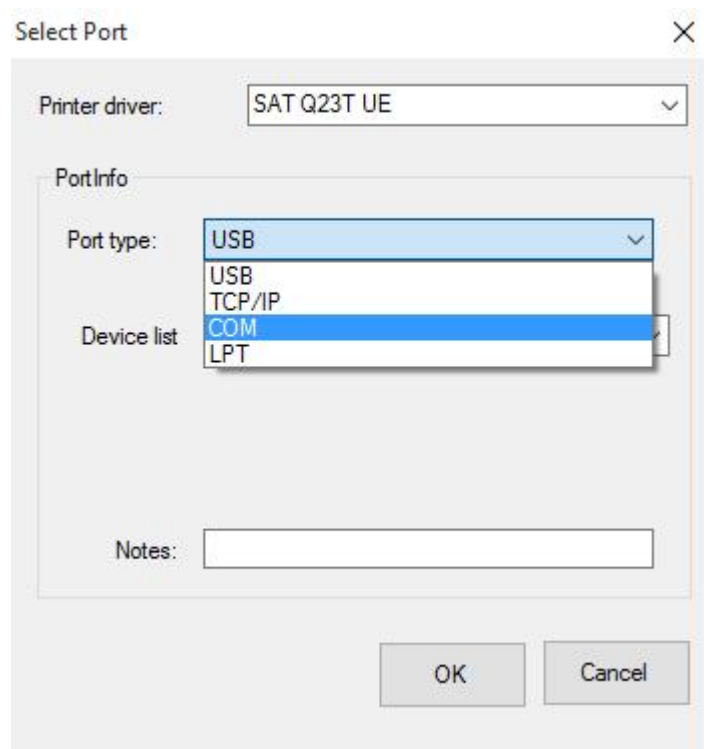 Select Port
Printer driver: SAT Q23T UE
PortInfo
Port type: USB
USB
TCP/IP
COM
Device list
LPT
Notes:
OK Cancel